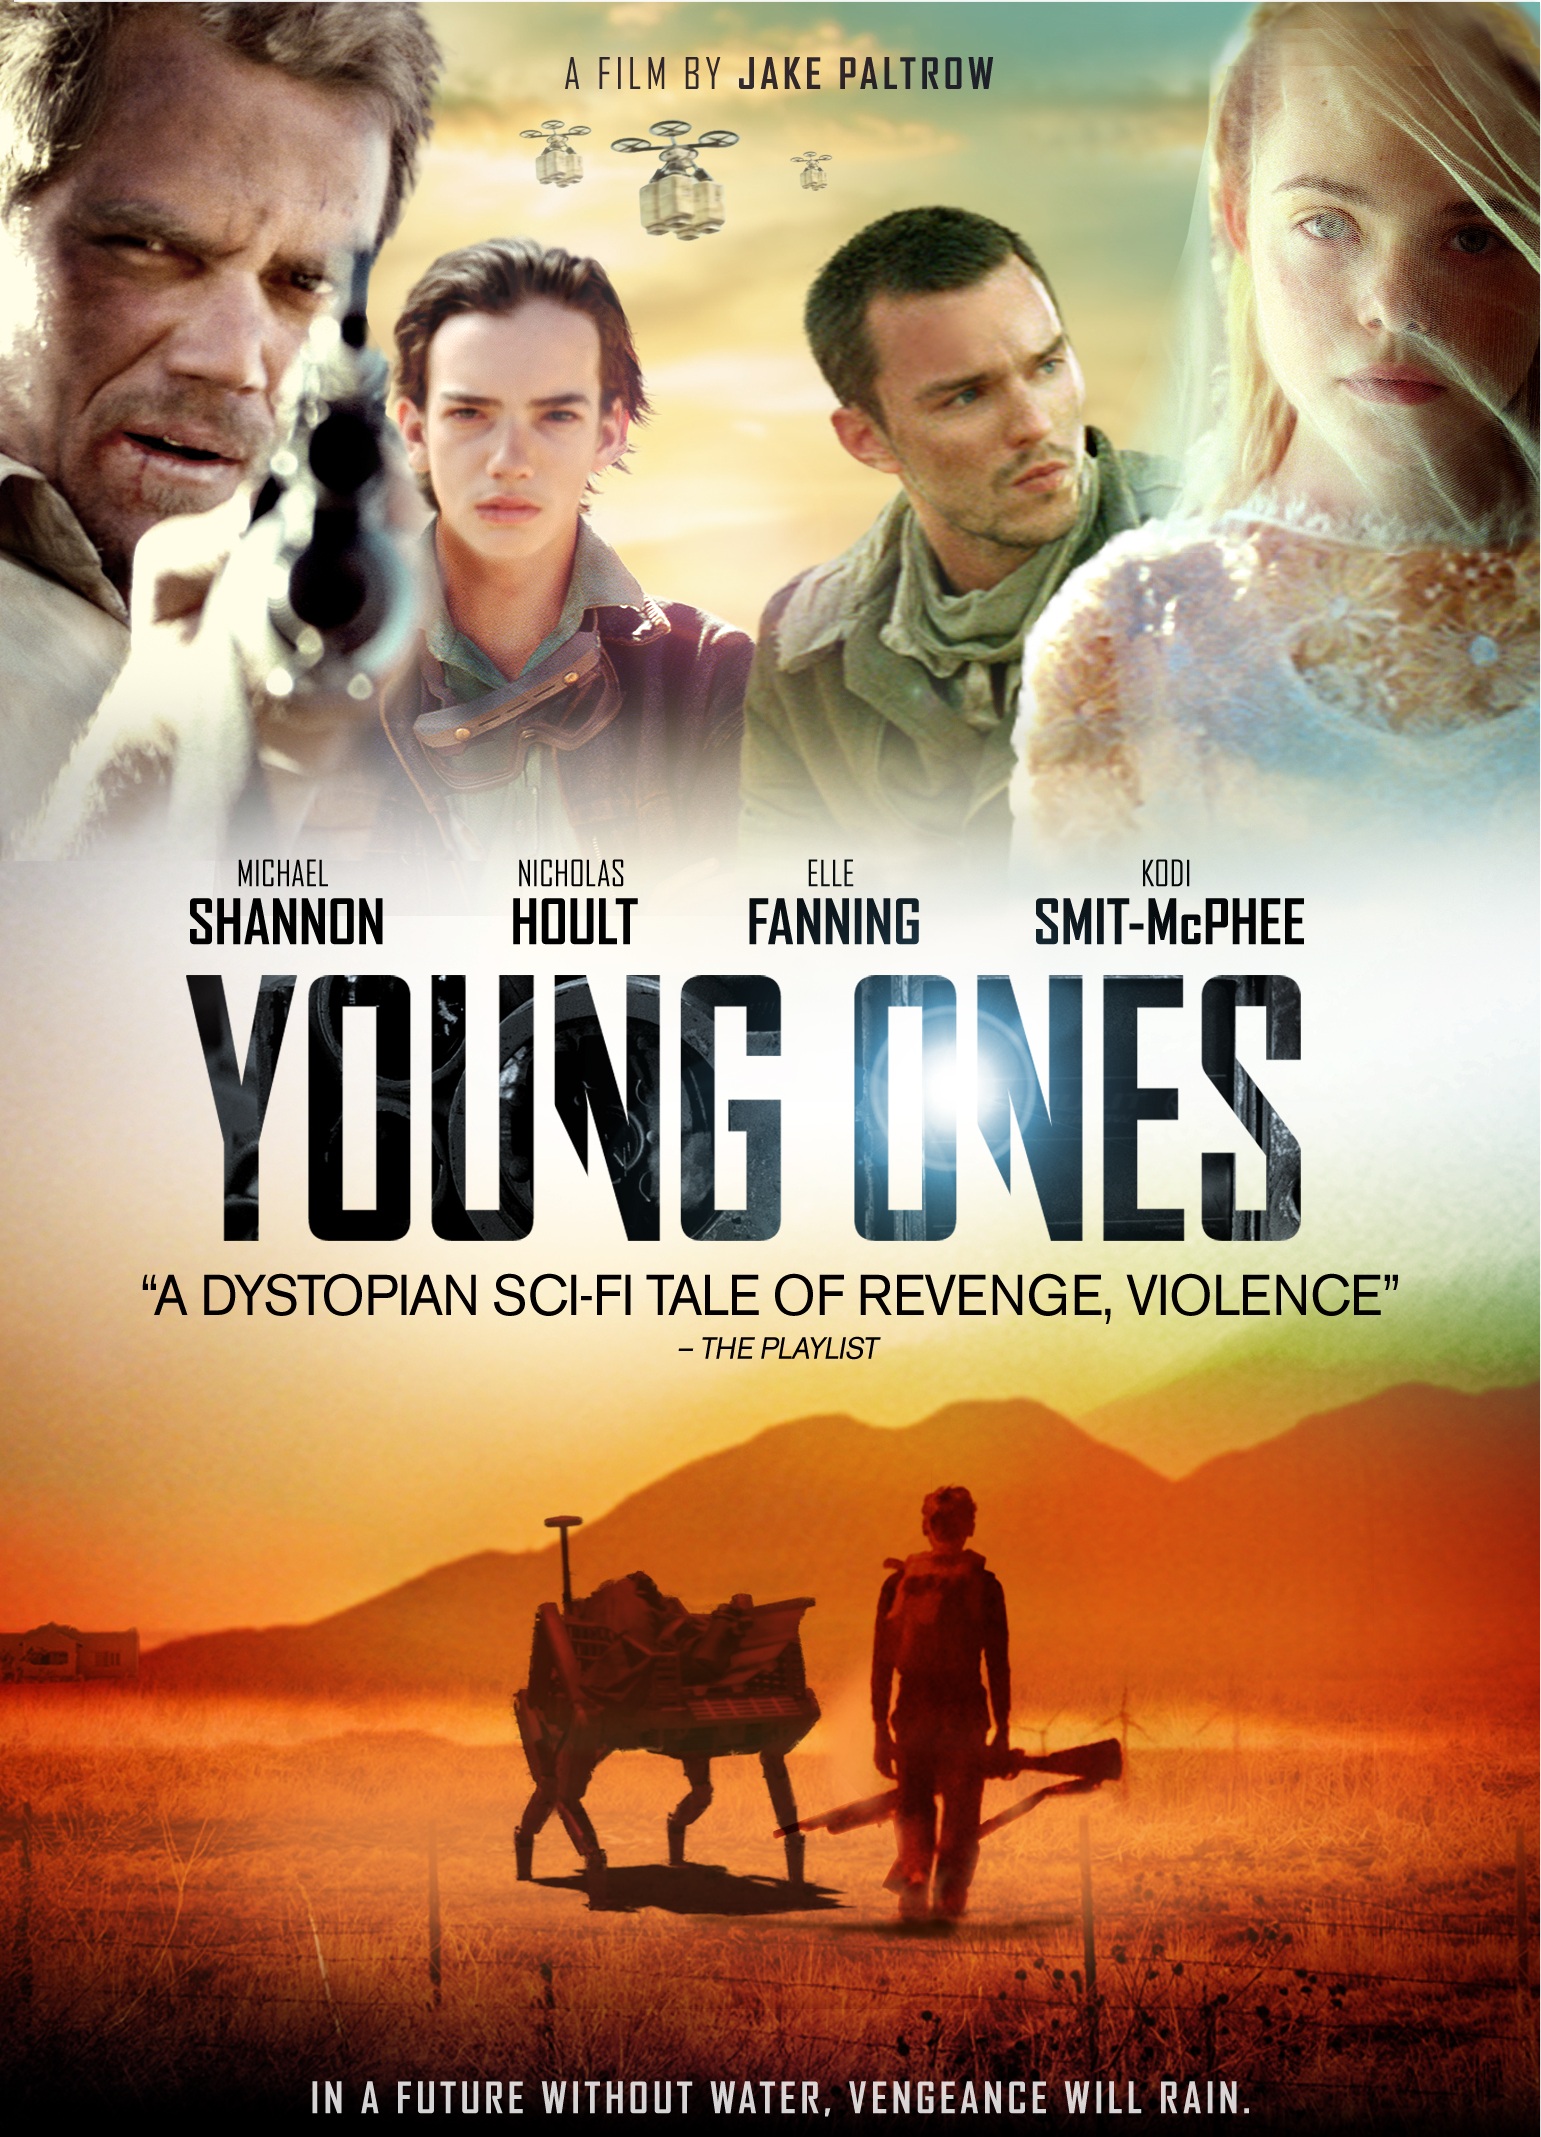 A FILM BY JAKE PALTROW
MICHAEL SHANNON
NICHOLAS HOULT
ELLE FANNING
KODI SMIT-McPHEE
YOUNG ONES
“A DYSTOPIAN SCI-FI TALE OF REVENGE, VIOLENCE”
– THE PLAYLIST
IN A FUTURE WITHOUT WATER, VENGEANCE WILL RAIN.